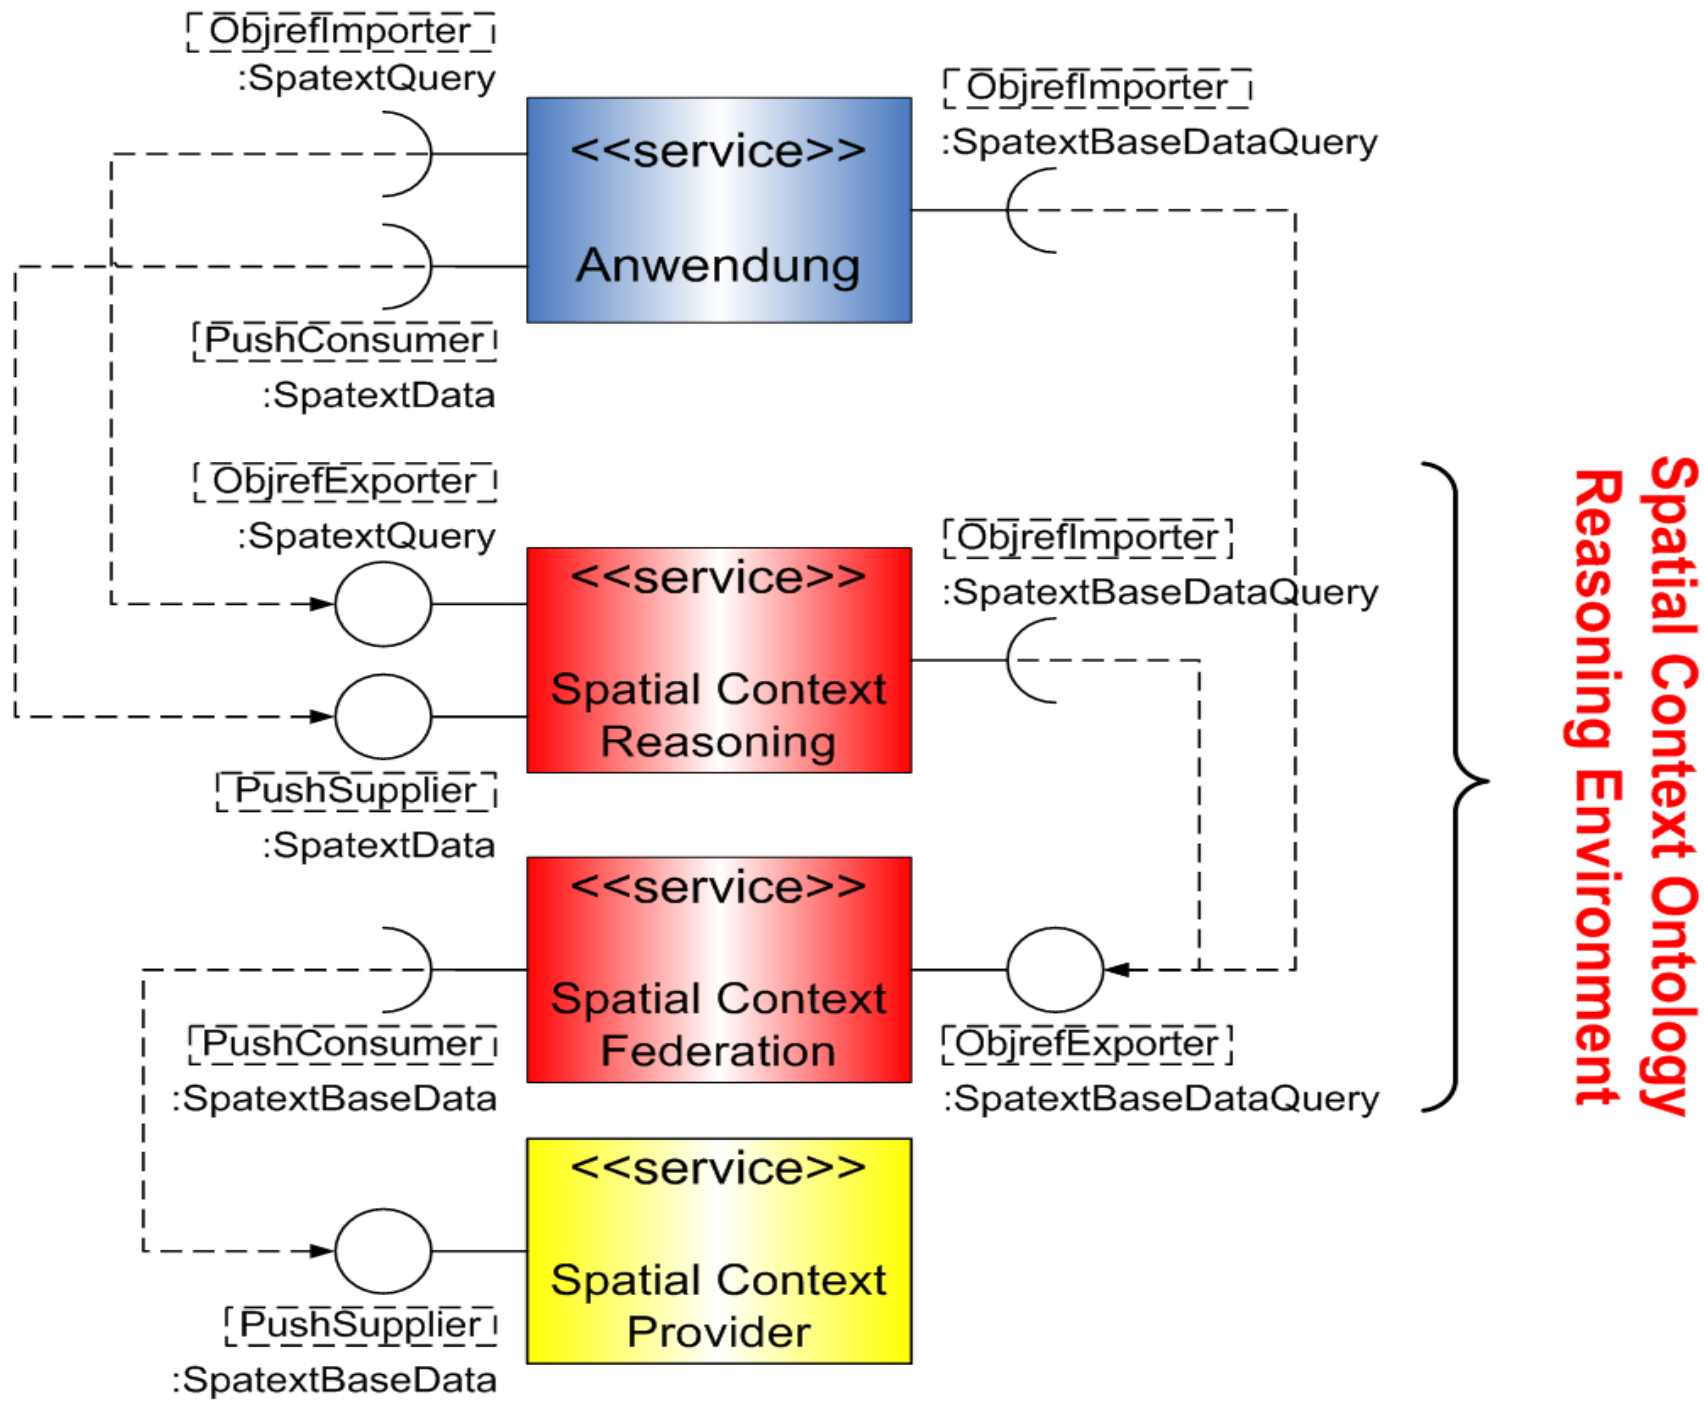 ObjrefImporter
:SpatextQuery
ObjrefImporter
:SpatextBaseDataQuery
<<service>>
Anwendung
PushConsumer
:SpatextData
ObjrefExporter
:SpatextQuery
ObjrefImporter
:SpatextBaseDataQuery
<<service>>
Spatial Context
Reasoning
PushSupplier
:SpatextData
<<service>>
Spatial Context
Federation
PushConsumer
:SpatextBaseData
ObjrefExporter
:SpatextBaseDataQuery
<<service>>
Spatial Context
Provider
PushSupplier
:SpatextBaseData
Spatial Context Ontology
Reasoning Environment